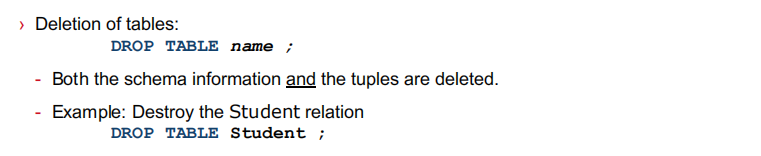 › Deletion of tables:
DROP TABLE name ;
- Both the schema information and the tuples are deleted.
- Example: Destroy the Student relation
DROP TABLE Student ;